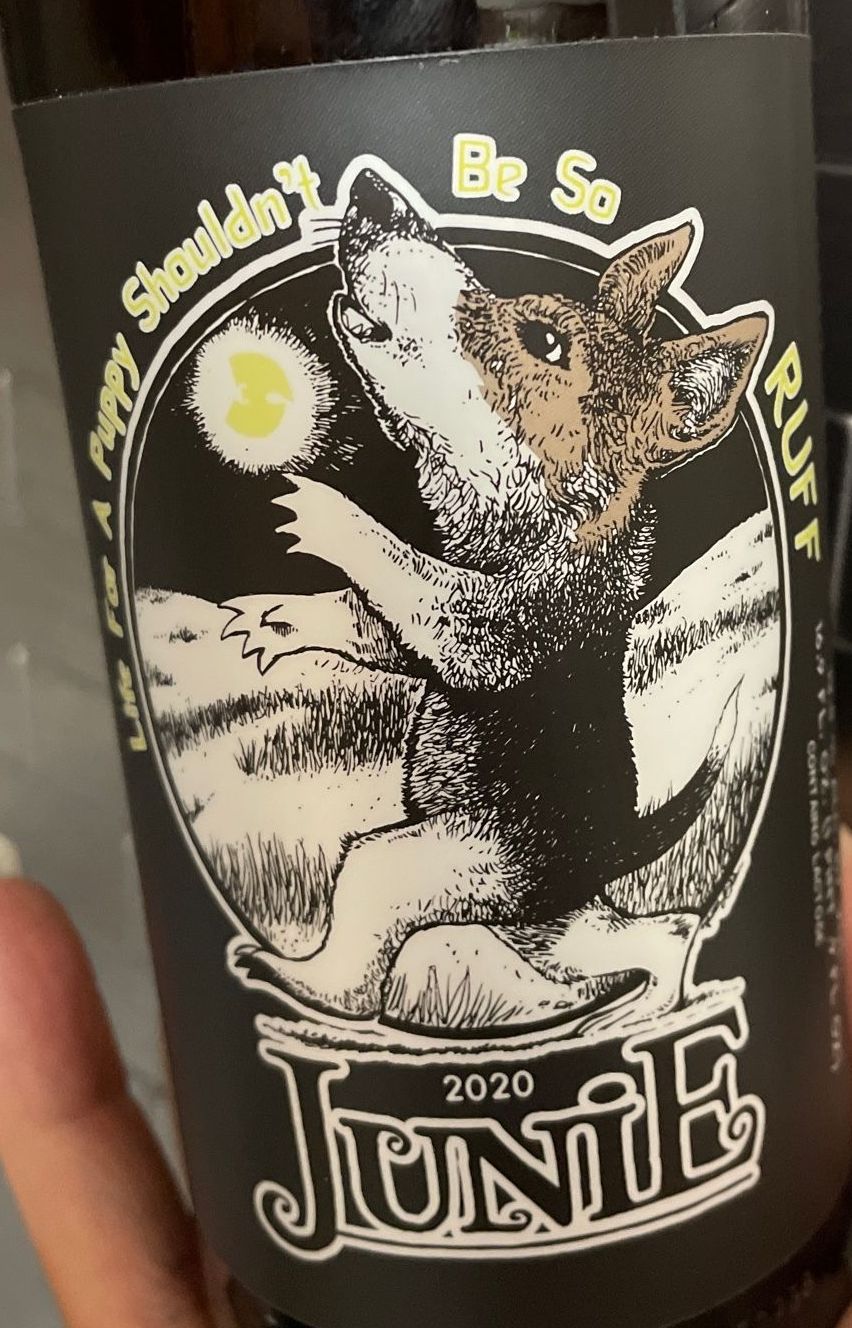 Life For A Puppy Shouldn't Be So RUFF
2020
JUNiE